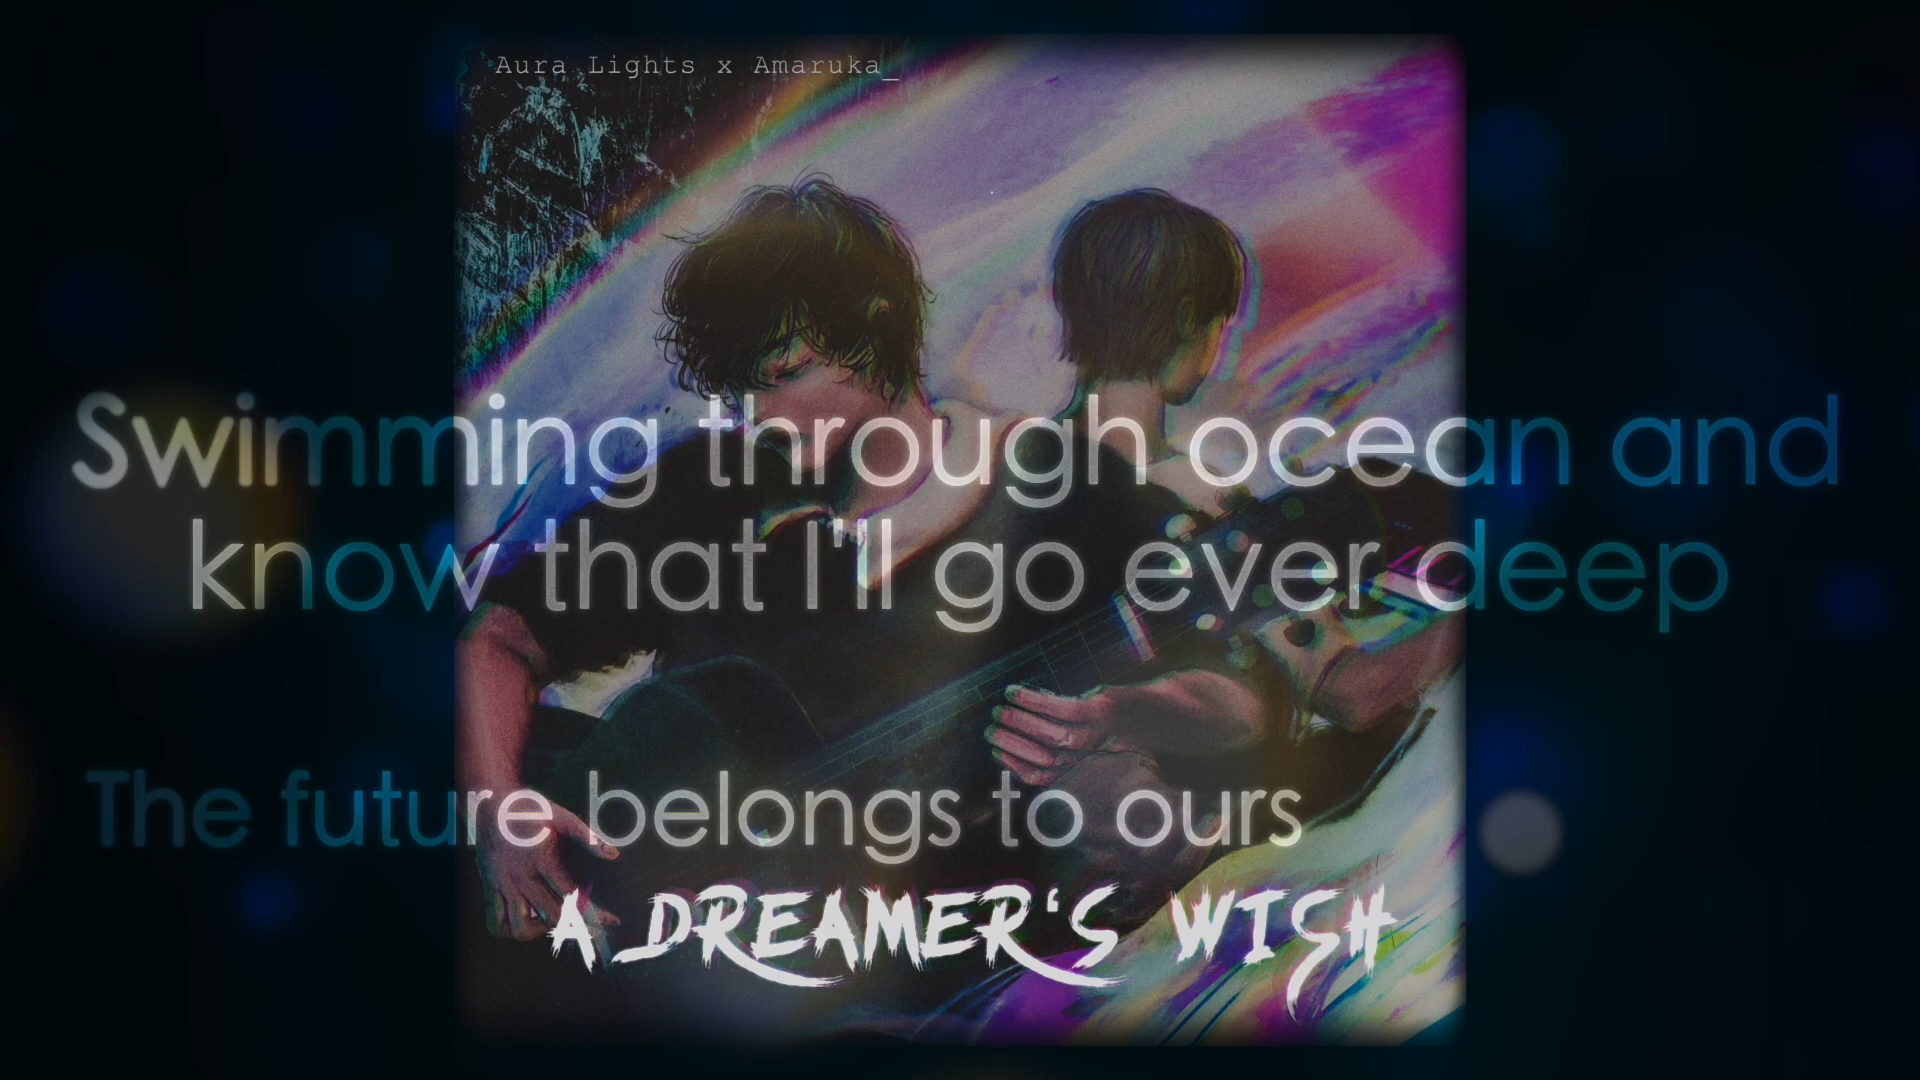 Aura Lights x Amaruka_
Swimming through ocean and
know that I'll go ever deep
The future belongs to ours
A DREAMER'S WISH